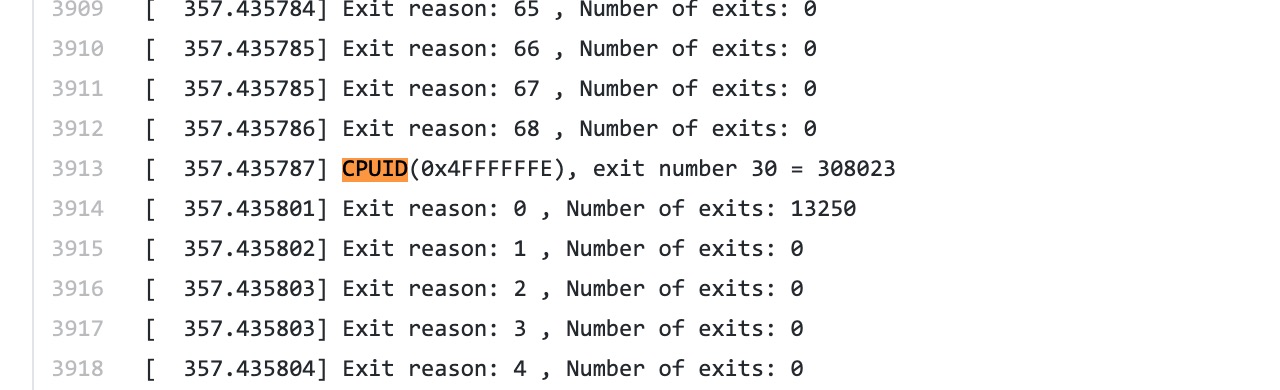 3909 [  357.435784] Exit reason: 65 , Number of exits: 0
3910 [  357.435785] Exit reason: 66 , Number of exits: 0
3911 [  357.435785] Exit reason: 67 , Number of exits: 0
3912 [  357.435786] Exit reason: 68 , Number of exits: 0
3913 [  357.435787] CPUID(0x4FFFFFFE), exit number 30 = 308023
3914 [  357.435801] Exit reason: 0 , Number of exits: 13250
3915 [  357.435802] Exit reason: 1 , Number of exits: 0
3916 [  357.435803] Exit reason: 2 , Number of exits: 0
3917 [  357.435803] Exit reason: 3 , Number of exits: 0
3918 [  357.435804] Exit reason: 4 , Number of exits: 0